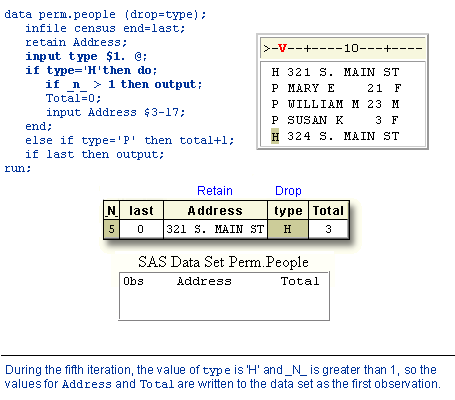 data perm.people (drop=type);
infile census end=last;
retain Address;
input type $1. @;
if type='H'then do;
if _n_ > 1 then output;
Total=0;
input Address $3-17;
end;
else if type='P' then total+1;
if last then output;
run;
>-V--+----10---+----
H 321 S. MAIN ST
P MARY E    21  F
P WILLIAM M 23 M
P SUSAN K    3 F
H 324 S. MAIN ST
Retain Drop
_N_ last Address type Total
5 0 321 S. MAIN ST H 3
SAS Data Set Perm.People
Obs Address Total
During the fifth iteration, the value of type is 'H' and _N_ is greater than 1, so the
values for Address and Total are written to the data set as the first observation.